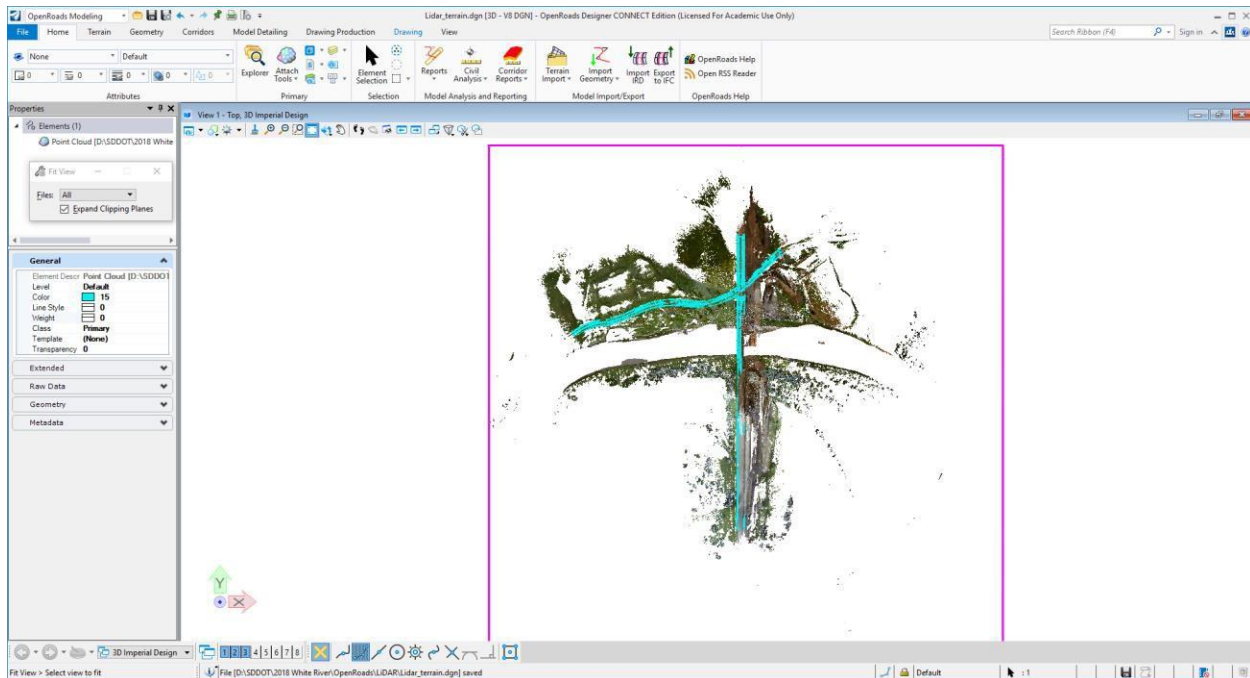 OpenRoads Modeling
Lidar_terrain.dgn [3D - V8 DGN] - OpenRoads Designer CONNECT Edition (Licensed For Academic Use Only)
File Home Terrain Geometry Corridors Model Detailing Drawing Production Drawing View
Search Ribbon (F4)
Sign in
None
Default
0 0 0 0 0
Explorer
Attach Tools
Element Selection
Reports
Civil Analysis
Corridor Reports
Terrain Import
Import Geometry
Import IRD
Export to IFC
OpenRoads Help
Open RSS Reader
Attributes
Primary
Selection
Model Analysis and Reporting
Model Import/Export
OpenRoads Help
Properties
View 1 - Top, 3D Imperial Design
Elements (1)
Point Cloud [D:\SDDOT\2018 White
Fit View
Files: All
Expand Clipping Planes
General
Element Descr Point Cloud [D:\SDDOT
Level Default
Color 15
Line Style 0
Weight 0
Class Primary
Template (None)
Transparency 0
Extended
Raw Data
Geometry
Metadata
Y
X
3D Imperial Design
1 2 3 4 5 6 7 8
Fit View > Select view to fit
File [D:\SDDOT\2018 White River\OpenRoads\LiDAR\Lidar_terrain.dgn] saved
Default
: 1